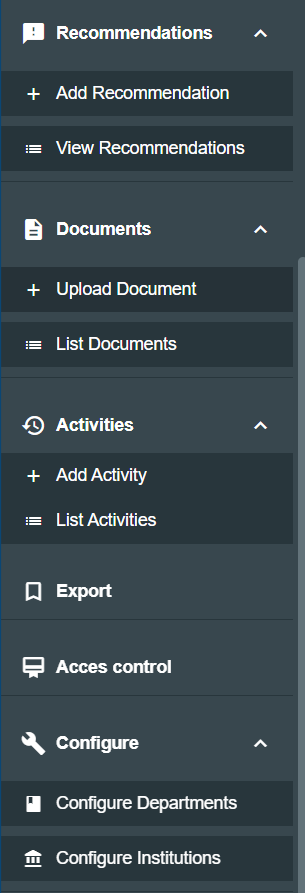 Recommendations
Add Recommendation
View Recommendations
Documents
Upload Document
List Documents
Activities
Add Activity
List Activities
Export
Acces control
Configure
Configure Departments
Configure Institutions